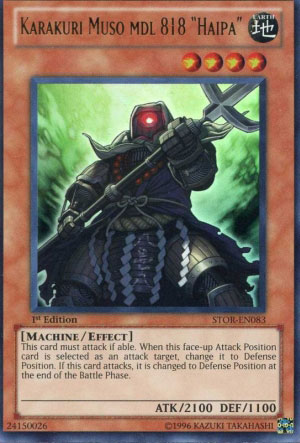 KARAKURI MUSO MDL 818 "HAIPA"
EARTH
地
1st Edition
STOR-EN083
[MACHINE/EFFECT]
This card must attack if able. When this face-up Attack Position
card is selected as an attack target, change it to Defense
Position. If this card attacks, it is changed to Defense Position at
the end of the Battle Phase.
ATK/2100 DEF/1100
24150026
©1996 KAZUKI TAKAHASHI